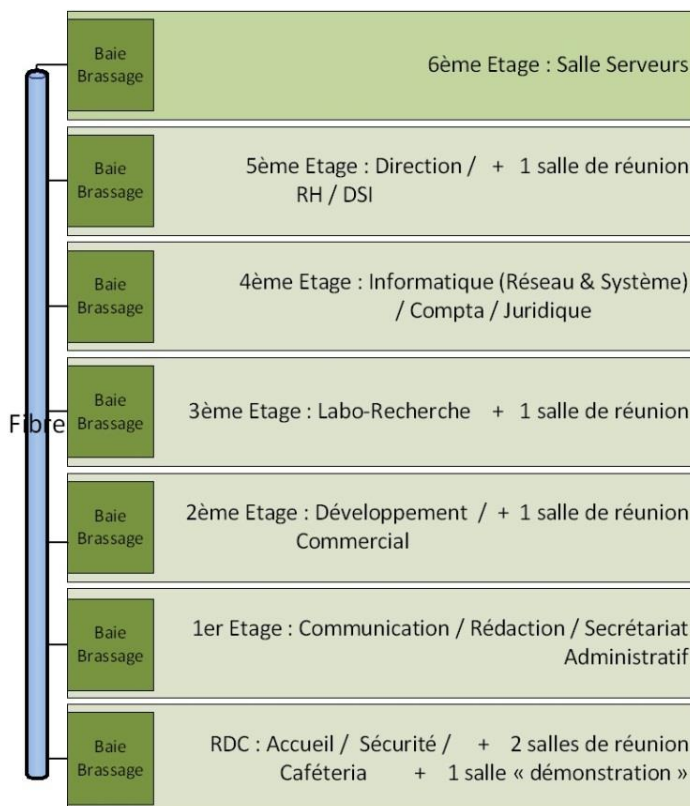 Baie
Brassage
6ème Etage : Salle Serveurs
Baie
Brassage
5ème Etage : Direction / + 1 salle de réunion
RH / DSI
Baie
Brassage
4ème Etage : Informatique (Réseau & Système)
/ Compta / Juridique
Fibre
Baie
Brassage
3ème Etage : Labo-Recherche + 1 salle de réunion
Baie
Brassage
2ème Etage : Développement / + 1 salle de réunion
Commercial
Baie
Brassage
1er Etage : Communication / Rédaction / Secrétariat
Administratif
Baie
Brassage
RDC : Accueil / Sécurité / + 2 salles de réunion
Caféteria + 1 salle « démonstration »